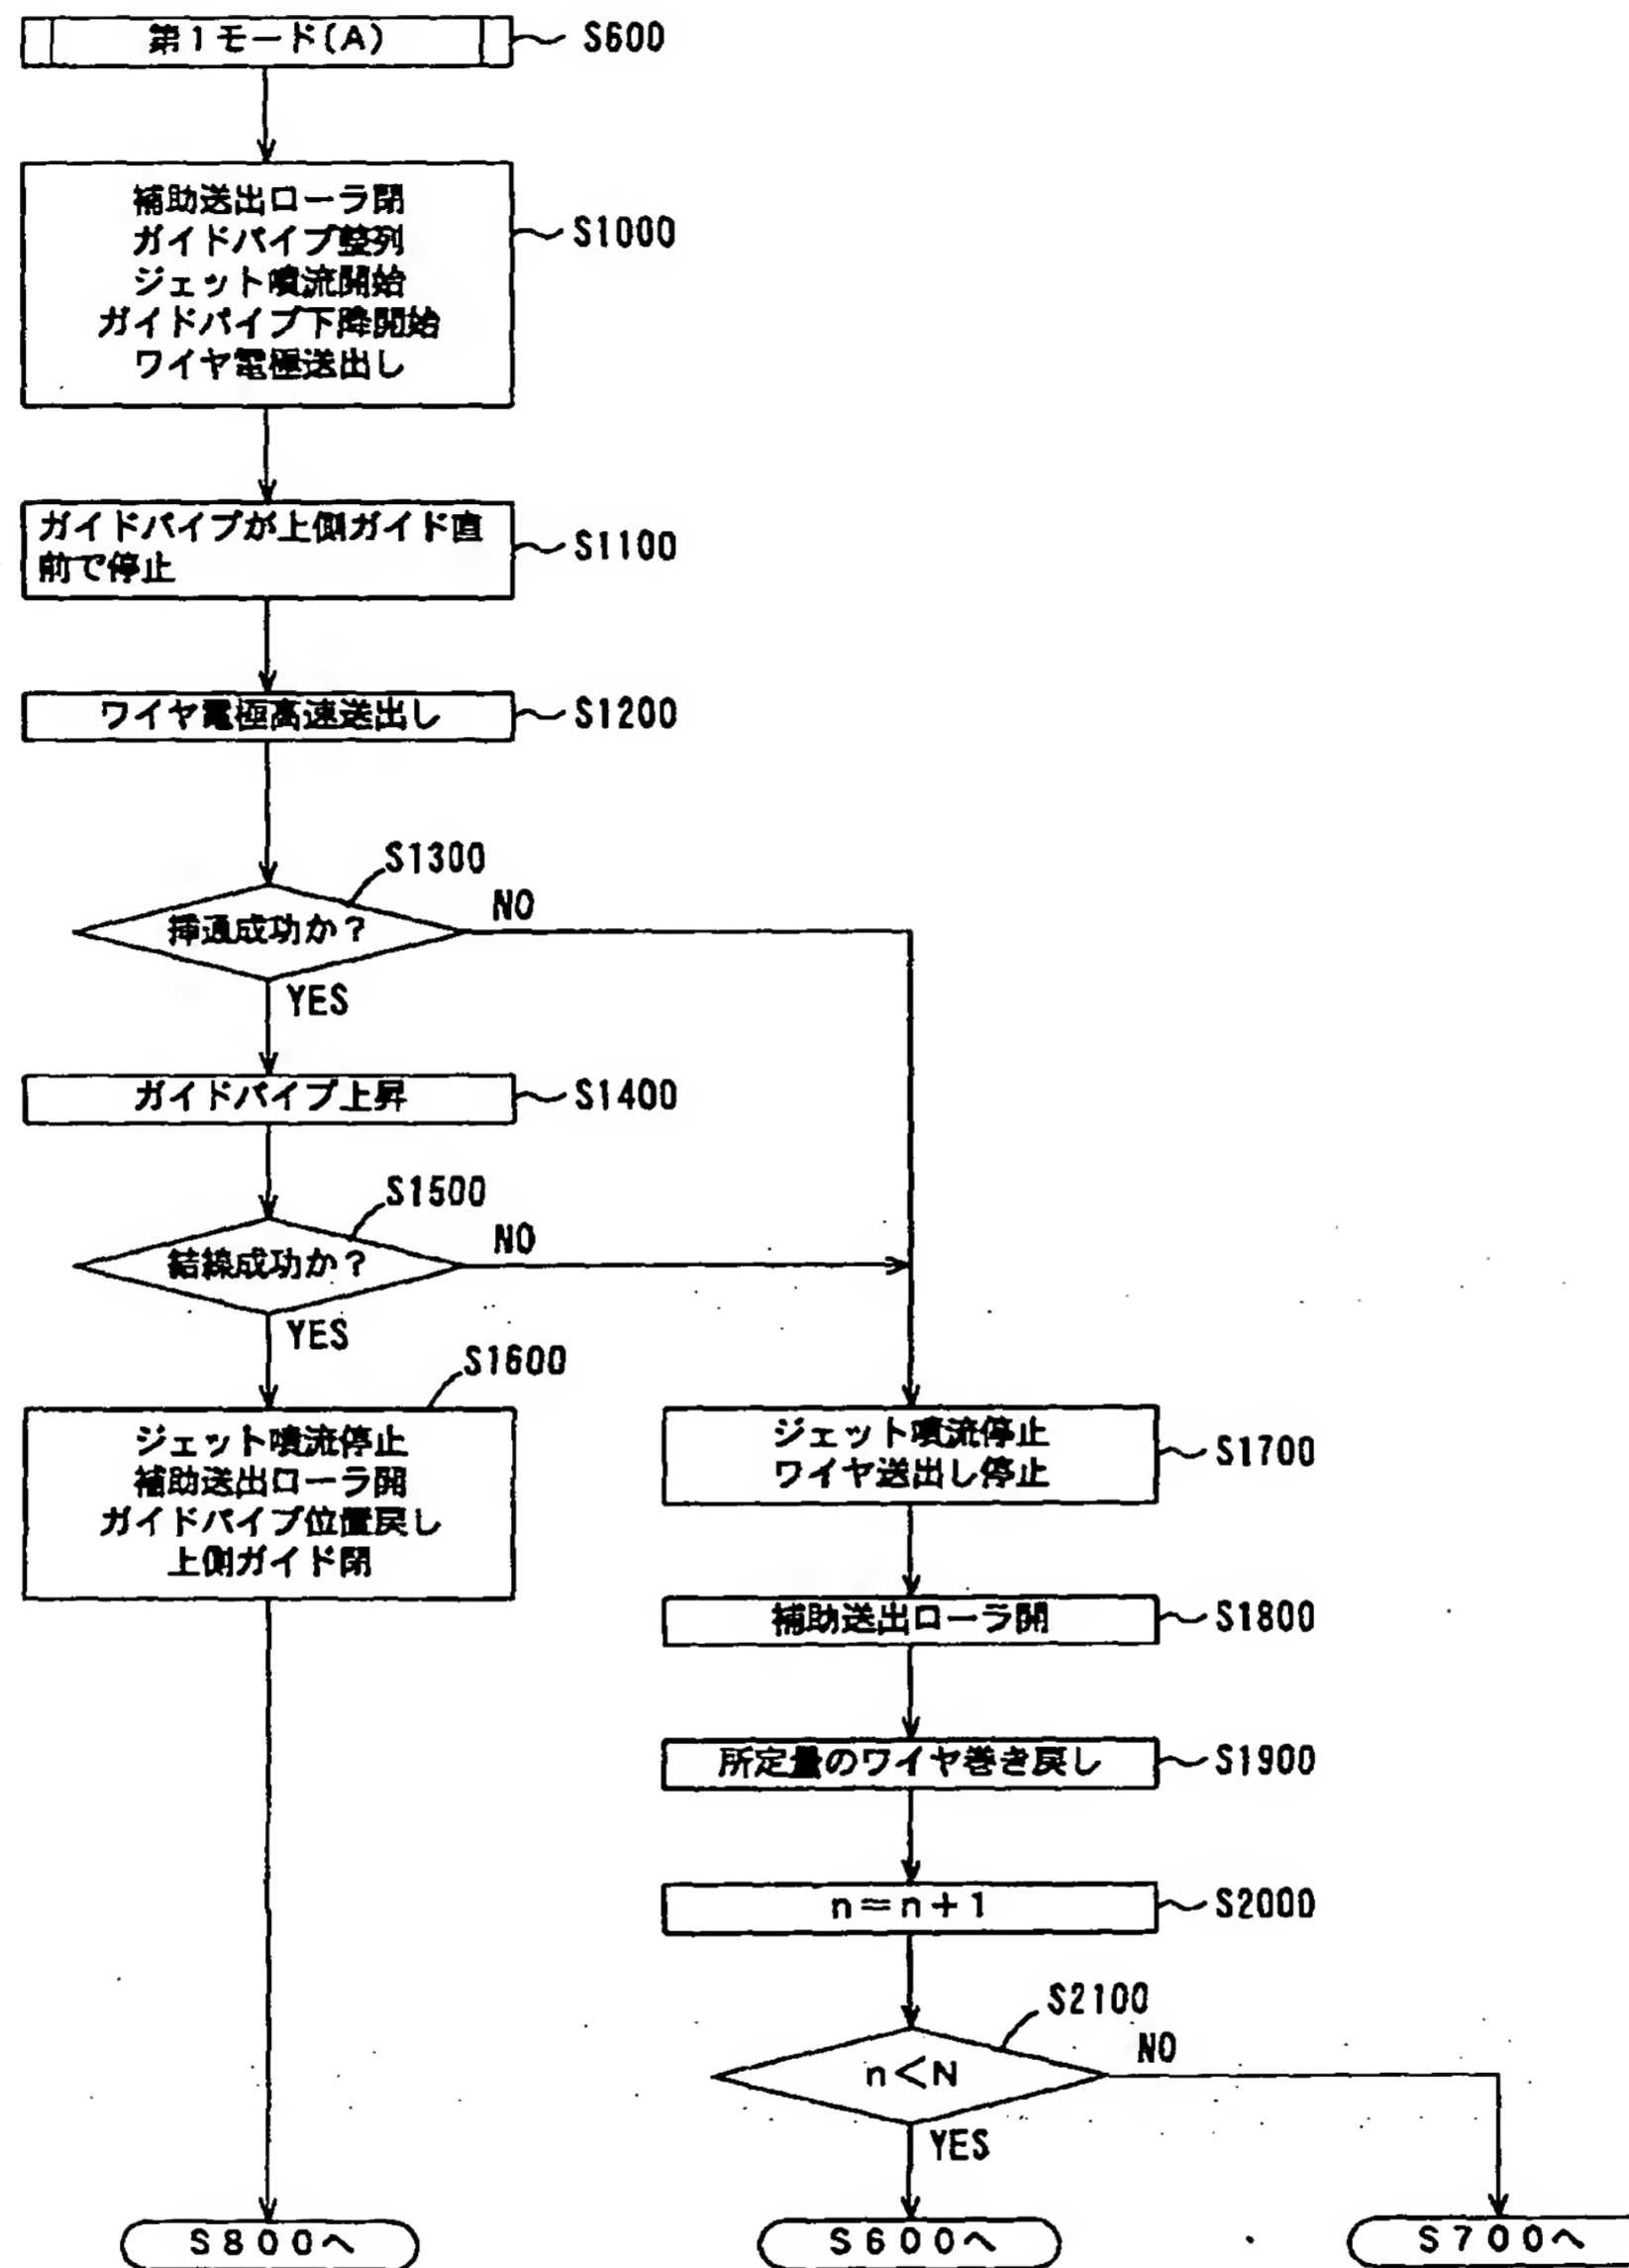 第1モード(A)
S600
補助送出ローラ閉
ガイドパイプ整列
ジェット噴流開始
ガイドパイプ下降開始
ワイヤ電極送出し
S1000
ガイドパイプが上側ガイド直
前で停止
S1100
ワイヤ電極高速送出し
S1200
S1300
挿通成功か?
NO
YES
ガイドパイプ上昇
S1400
S1500
結線成功か?
NO
YES
S1600
ジェット噴流停止
補助送出ローラ開
ガイドパイプ位置戻し
上側ガイド閉
ジェット噴流停止
ワイヤ送出し停止
S1700
補助送出ローラ開
S1800
所定量のワイヤ巻き戻し
S1900
n=n+1
S2000
S2100
n<N
NO
YES
S800へ
S600へ
S700へ